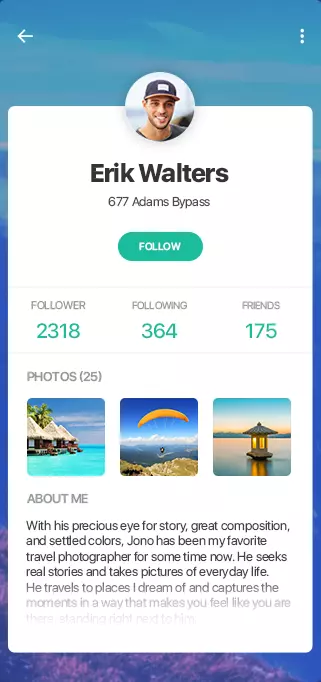 Erik Walters
677 Adams Bypass
FOLLOW
FOLLOWER FOLLOWING FRIENDS
2318 364 175
PHOTOS (25)
ABOUT ME
With his precious eye for story, great composition,
and settled colors, Jono has been my favorite
travel photographer for some time now. He seeks
real stories and takes pictures of everyday life.
He travels to places I dream of and captures the
moments in a way that makes you feel like you are
there, standing right next to him.